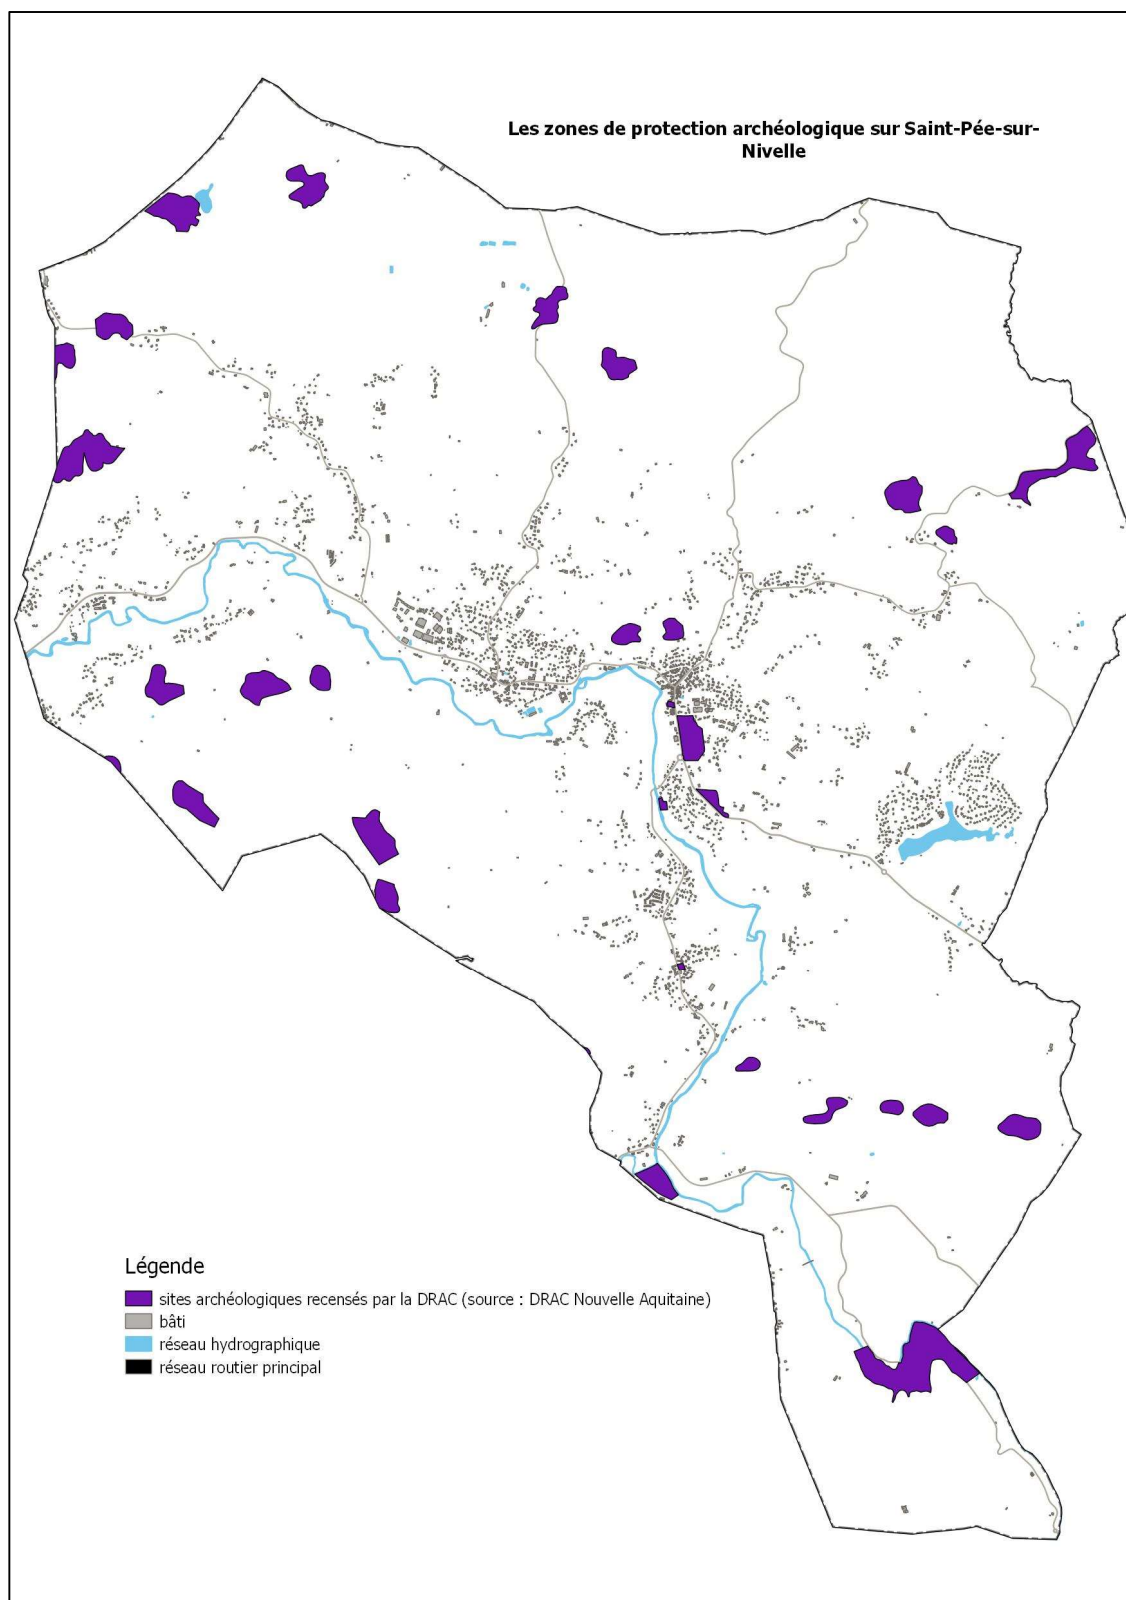 Les zones de protection archéologique sur Saint-Pée-sur-
Nivelle
Légende
sites archéologiques recensés par la DRAC (source : DRAC Nouvelle Aquitaine)
bâti
réseau hydrographique
réseau routier principal